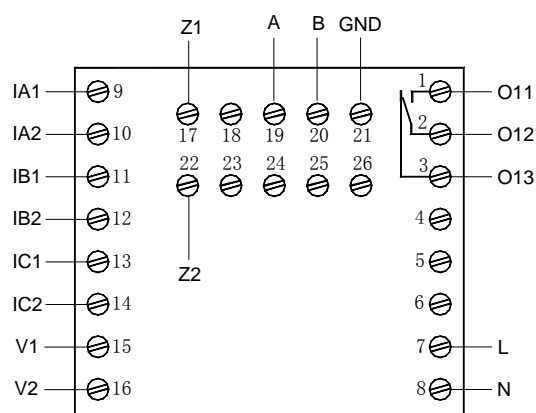 Z1 A B GND
IA1 9 1 O11
17 18 19 20 21
IA2 10 2 O12
22 23 24 25 26
IB1 11 3 O13
IB2 12 4
Z2
IC1 13 5
IC2 14 6
V1 15 7 L
V2 16 8 N